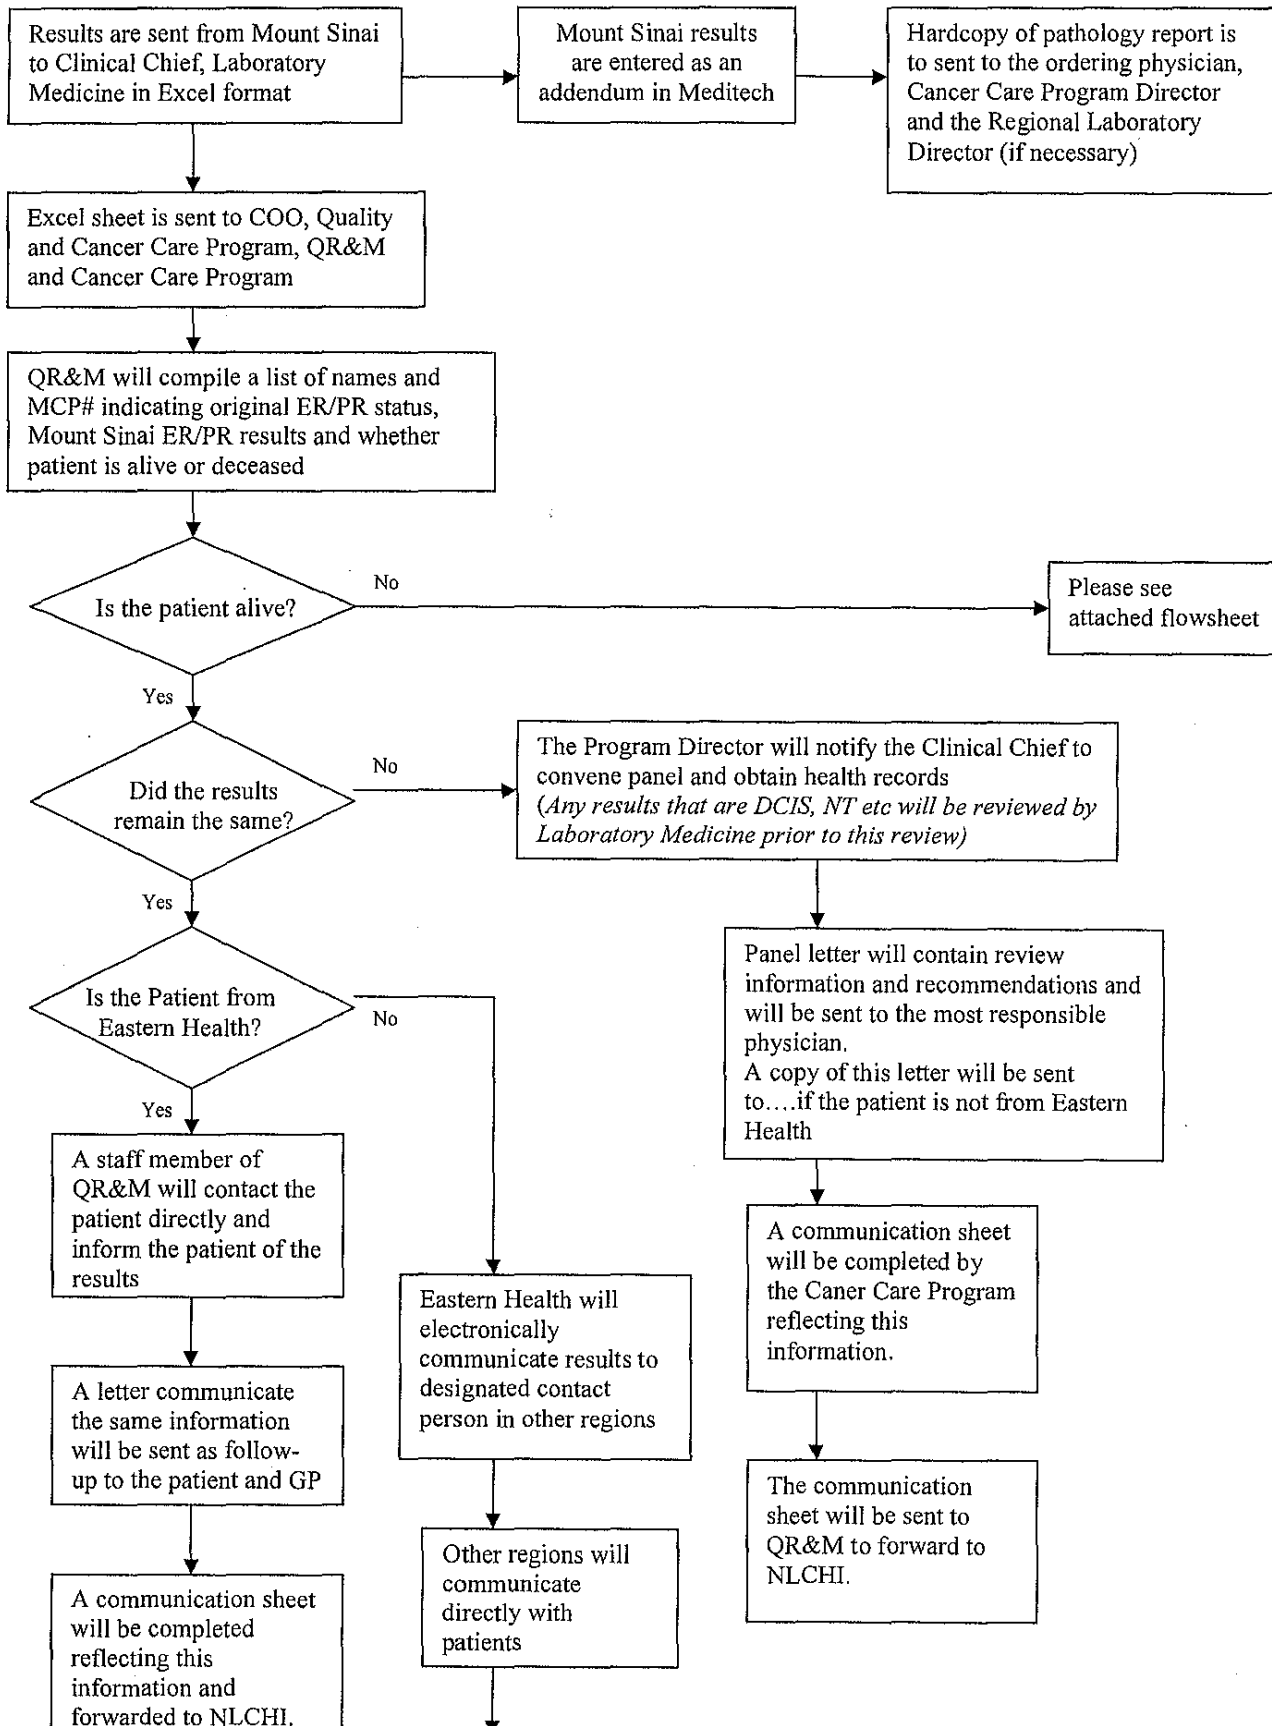 Results are sent from Mount Sinai
to Clinical Chief, Laboratory
Medicine in Excel format
Mount Sinai results
are entered as an
addendum in Meditech
Hardcopy of pathology report is
to sent to the ordering physician,
Cancer Care Program Director
and the Regional Laboratory
Director (if necessary)
Excel sheet is sent to COO, Quality
and Cancer Care Program, QR&M
and Cancer Care Program
QR&M will compile a list of names and
MCP# indicating original ER/PR status,
Mount Sinai ER/PR results and whether
patient is alive or deceased
Is the patient alive?
No
Please see
attached flowsheet
Yes
Did the results
remain the same?
No
The Program Director will notify the Clinical Chief to
convene panel and obtain health records
(Any results that are DCIS, NT etc will be reviewed by
Laboratory Medicine prior to this review)
Yes
Is the Patient from
Eastern Health?
No
Panel letter will contain review
information and recommendations and
will be sent to the most responsible
physician.
A copy of this letter will be sent
to....if the patient is not from Eastern
Health
Yes
A staff member of
QR&M will contact the
patient directly and
inform the patient of the
results
Eastern Health will
electronically
communicate results to
designated contact
person in other regions
A communication sheet
will be completed by
the Caner Care Program
reflecting this
information.
A letter communicate
the same information
will be sent as follow-
up to the patient and GP
The communication
sheet will be sent to
QR&M to forward to
NLCHI.
Other regions will
communicate
directly with
patients
A communication sheet
will be completed
reflecting this
information and
forwarded to NLCHI.